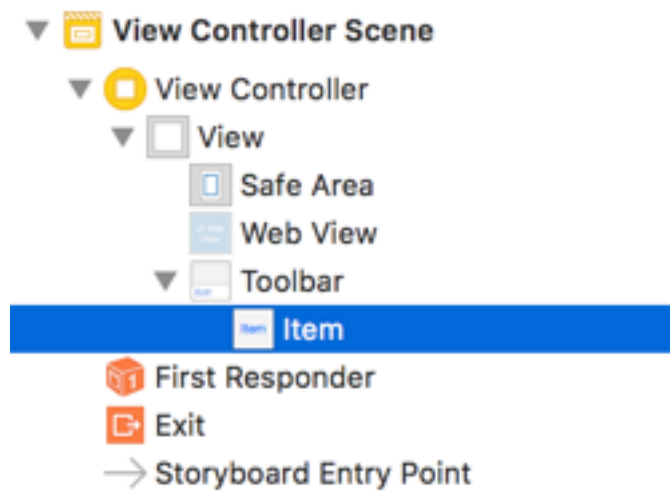 View Controller Scene
View Controller
View
Safe Area
Web View
Toolbar
Item
First Responder
Exit
Storyboard Entry Point